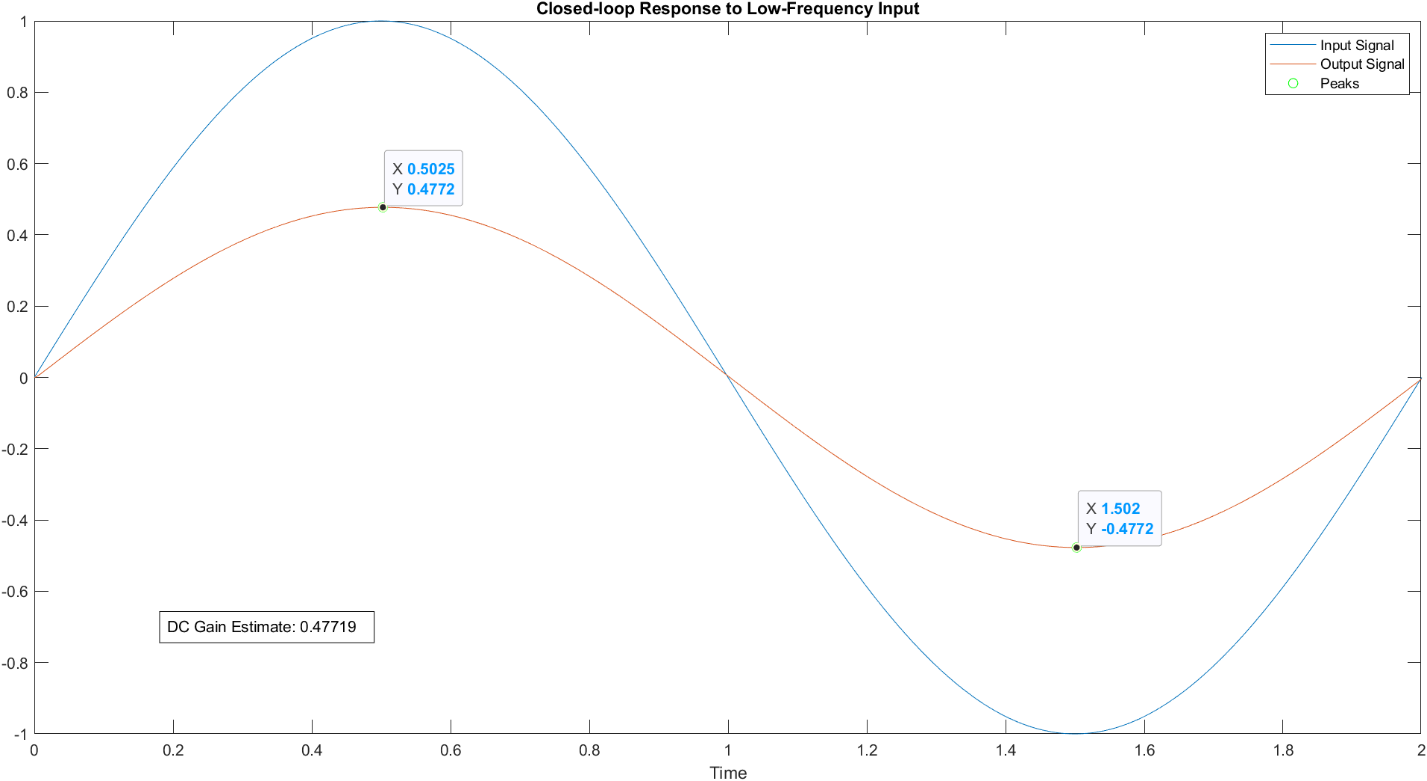 Closed-loop Response to Low-Frequency Input
Input Signal
Output Signal
Peaks
1
0.8
0.6
0.4
0.2
0
-0.2
-0.4
-0.6
-0.8
-1
X 0.5025
Y 0.4772
X 1.502
Y -0.4772
DC Gain Estimate: 0.47719
0 0.2 0.4 0.6 0.8 1 1.2 1.4 1.6 1.8 2
Time